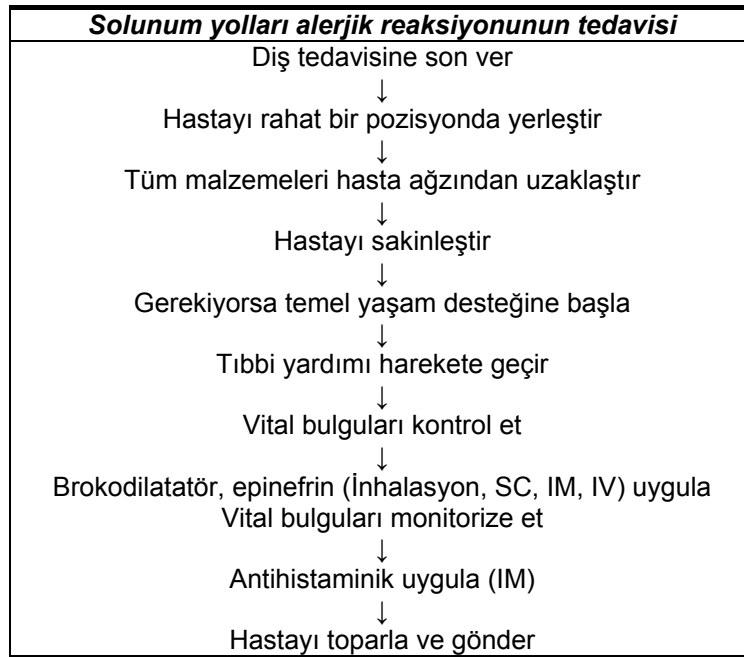 Solunum yolları alerjik reaksiyonunun tedavisi
Diş tedavisine son ver
↓
Hastayı rahat bir pozisyonda yerleştir
↓
Tüm malzemeleri hasta ağzından uzaklaştır
↓
Hastayı sakinleştir
↓
Gerekiyorsa temel yaşam desteğine başla
↓
Tıbbi yardımı harekete geçir
↓
Vital bulguları kontrol et
↓
Brokodilatatör, epinefrin (İnhalasyon, SC, IM, IV) uygula
Vital bulguları monitorize et
↓
Antihistaminik uygula (IM)
↓
Hastayı toparla ve gönder